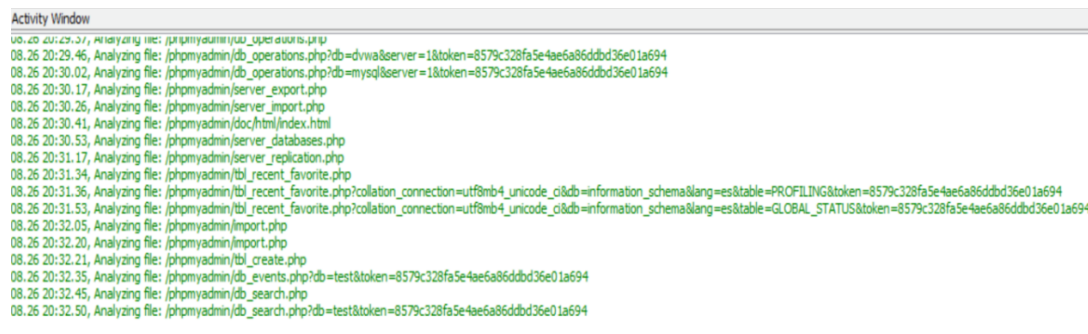 Activity Window
08.26 20:29.37, Analyzing file: /phpmyadmin/db_operations.php
08.26 20:29.46, Analyzing file: /phpmyadmin/db_operations.php?db=dvwa&server=1&token=8579c328fa5e4ae6a86ddbd36e01a694
08.26 20:30.02, Analyzing file: /phpmyadmin/db_operations.php?db=mysql&server=1&token=8579c328fa5e4ae6a86ddbd36e01a694
08.26 20:30.17, Analyzing file: /phpmyadmin/server_export.php
08.26 20:30.26, Analyzing file: /phpmyadmin/server_import.php
08.26 20:30.41, Analyzing file: /phpmyadmin/doc/html/index.html
08.26 20:30.53, Analyzing file: /phpmyadmin/server_databases.php
08.26 20:31.17, Analyzing file: /phpmyadmin/server_replication.php
08.26 20:31.34, Analyzing file: /phpmyadmin/tbl_recent_favorite.php
08.26 20:31.36, Analyzing file: /phpmyadmin/tbl_recent_favorite.php?collation_connection=utf8mb4_unicode_ci&db=information_schema&lang=es&table=PROFILING&token=8579c328fa5e4ae6a86ddbd36e01a694
08.26 20:31.53, Analyzing file: /phpmyadmin/tbl_recent_favorite.php?collation_connection=utf8mb4_unicode_ci&db=information_schema&lang=es&table=GLOBAL_STATUS&token=8579c328fa5e4ae6a86ddbd36e01a694
08.26 20:32.05, Analyzing file: /phpmyadmin/import.php
08.26 20:32.20, Analyzing file: /phpmyadmin/import.php
08.26 20:32.21, Analyzing file: /phpmyadmin/tbl_create.php
08.26 20:32.35, Analyzing file: /phpmyadmin/db_events.php?db=test&token=8579c328fa5e4ae6a86ddbd36e01a694
08.26 20:32.45, Analyzing file: /phpmyadmin/db_search.php
08.26 20:32.50, Analyzing file: /phpmyadmin/db_search.php?db=test&token=8579c328fa5e4ae6a86ddbd36e01a694